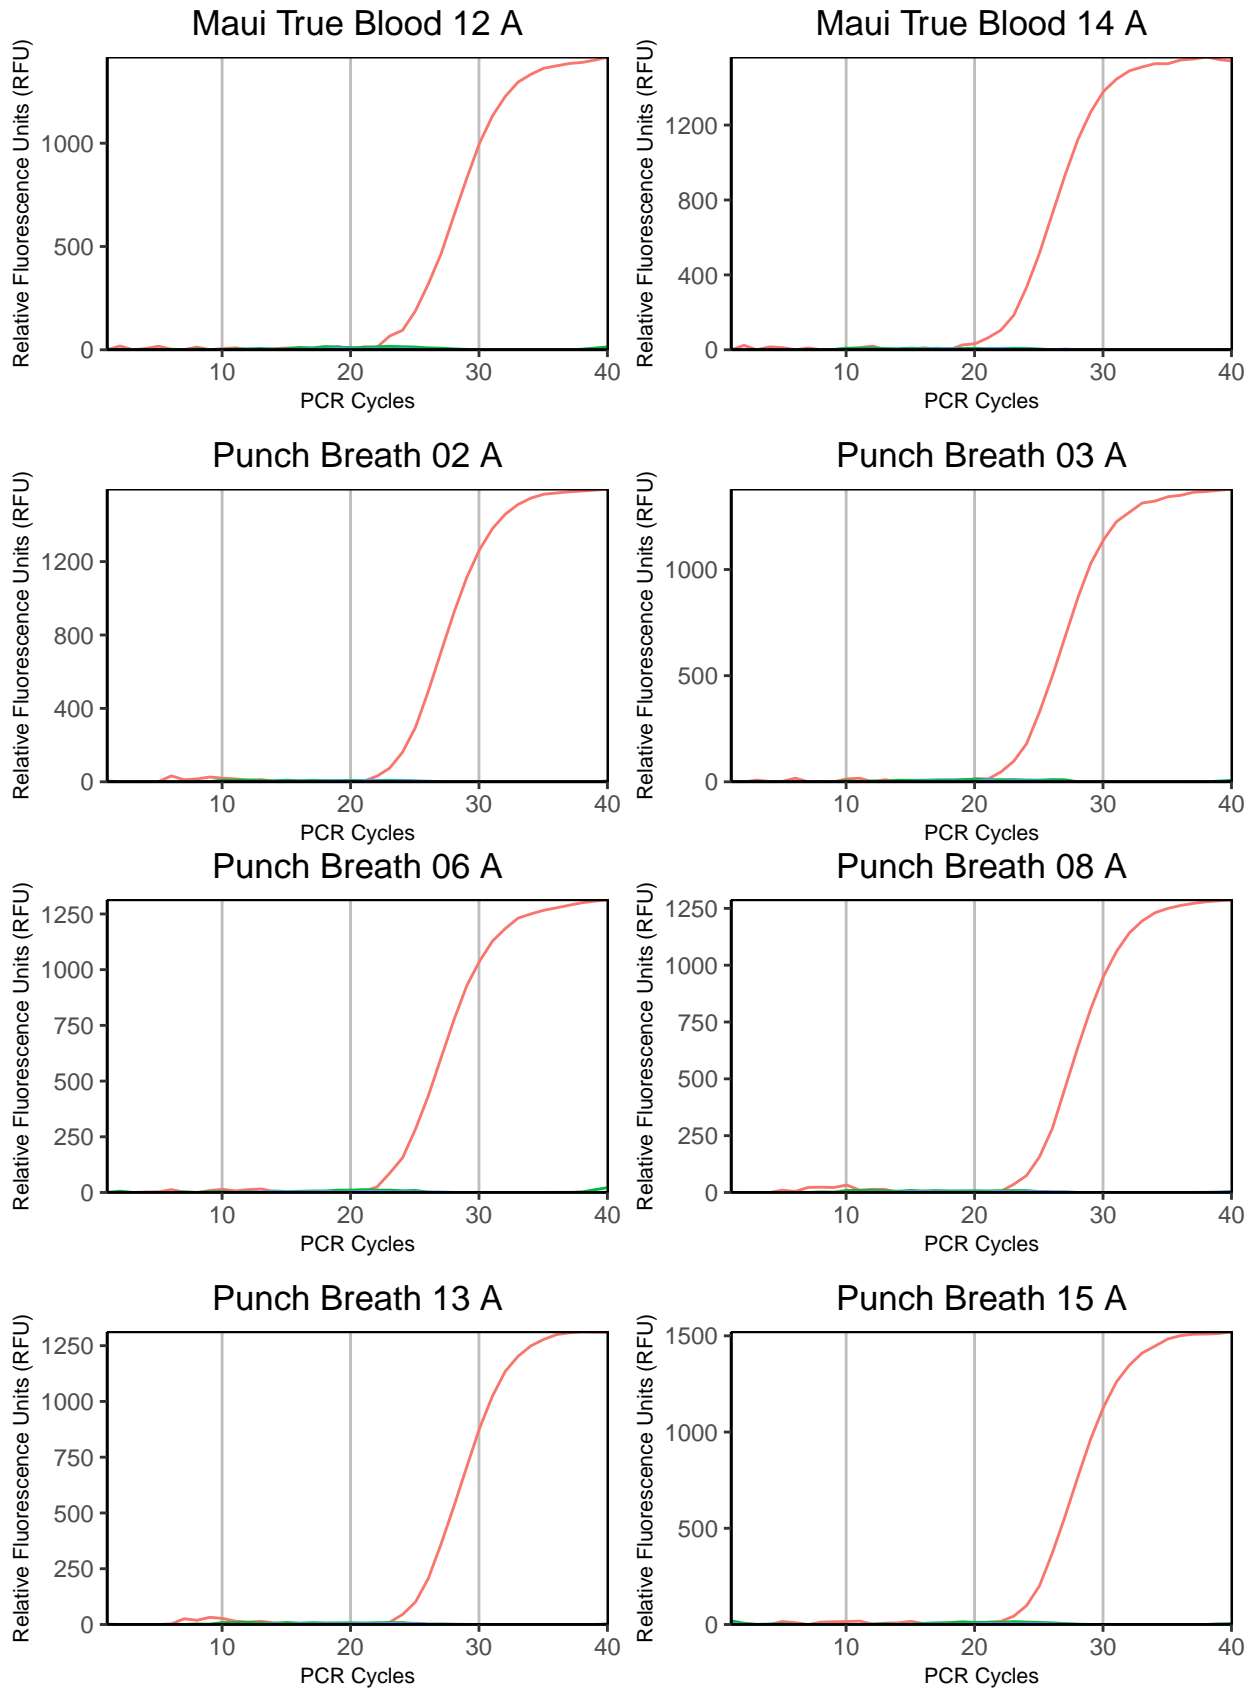 Maui True Blood 12 A
Relative Fluorescence Units (RFU)
1000
500
0
10 20 30 40
PCR Cycles
Maui True Blood 14 A
Relative Fluorescence Units (RFU)
1200
800
400
0
10 20 30 40
PCR Cycles
Punch Breath 02 A
Relative Fluorescence Units (RFU)
1200
800
400
0
10 20 30 40
PCR Cycles
Punch Breath 03 A
Relative Fluorescence Units (RFU)
1000
500
0
10 20 30 40
PCR Cycles
Punch Breath 06 A
Relative Fluorescence Units (RFU)
1250
1000
750
500
250
0
10 20 30 40
PCR Cycles
Punch Breath 08 A
Relative Fluorescence Units (RFU)
1250
1000
750
500
250
0
10 20 30 40
PCR Cycles
Punch Breath 13 A
Relative Fluorescence Units (RFU)
1250
1000
750
500
250
0
10 20 30 40
PCR Cycles
Punch Breath 15 A
Relative Fluorescence Units (RFU)
1500
1000
500
0
10 20 30 40
PCR Cycles